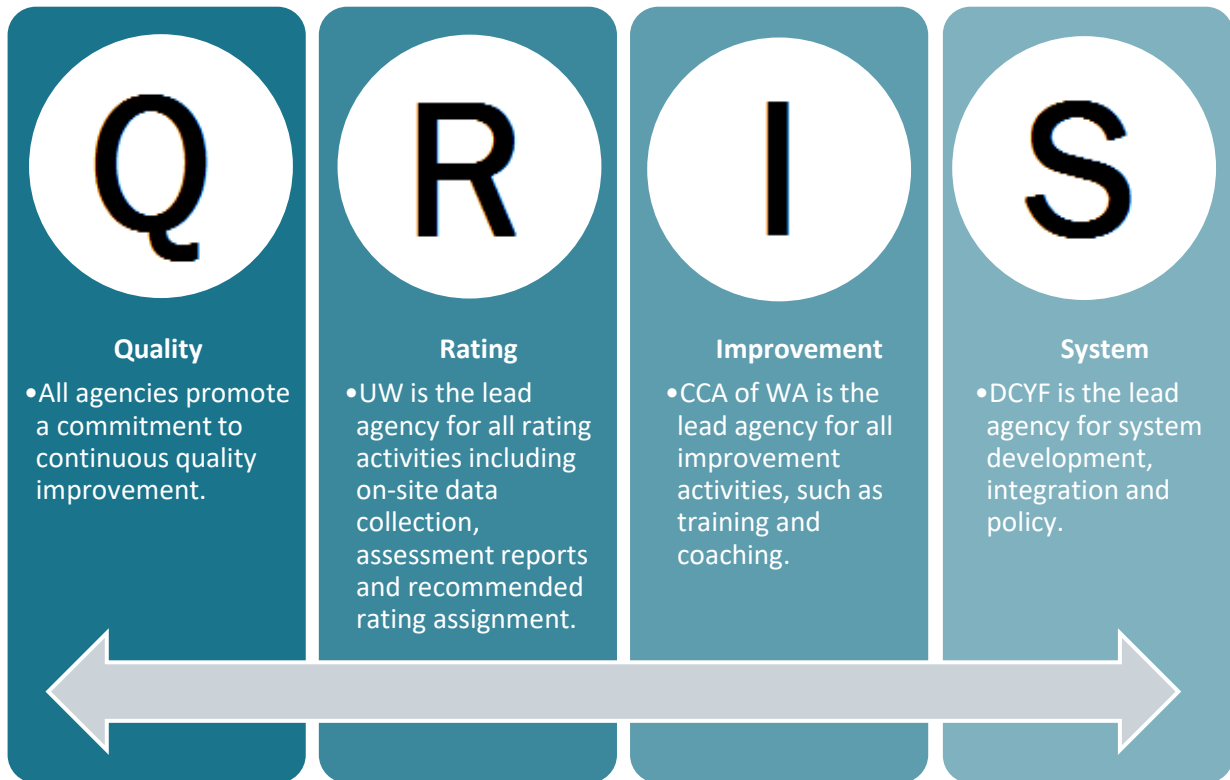 Q
Quality
•All agencies promote
a commitment to
continuous quality
improvement.
R
Rating
•UW is the lead
agency for all rating
activities including
on-site data
collection,
assessment reports
and recommended
rating assignment.
I
Improvement
•CCA of WA is the
lead agency for all
improvement
activities, such as
training and
coaching.
S
System
•DCYF is the lead
agency for system
development,
integration and
policy.